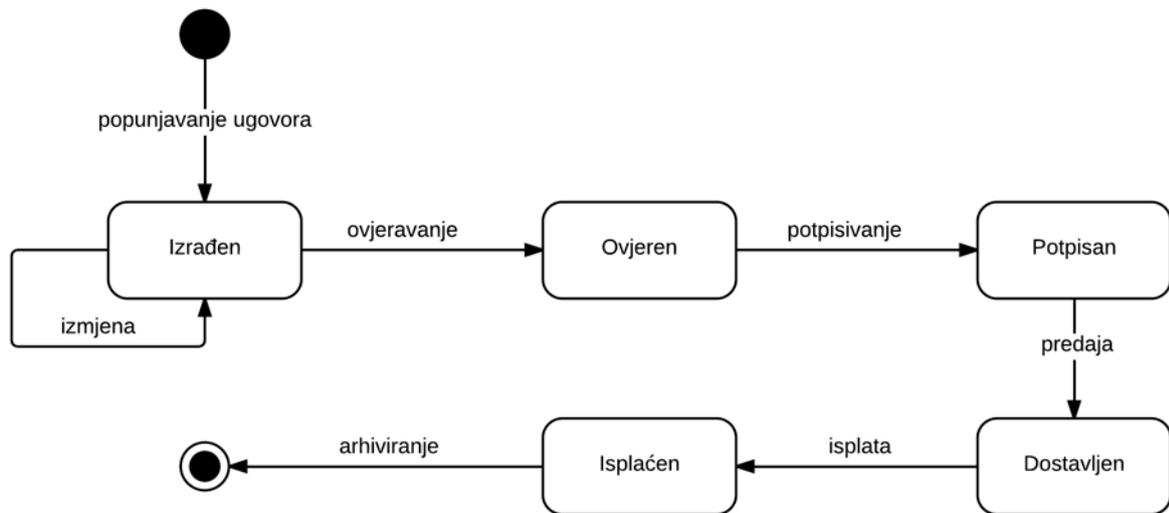 popunjavanje ugovora
Izrađen
ovjeravanje
Ovjeren
potpisivanje
Potpisan
izmjena
predaja
Dostavljen
isplata
Isplaćen
arhiviranje